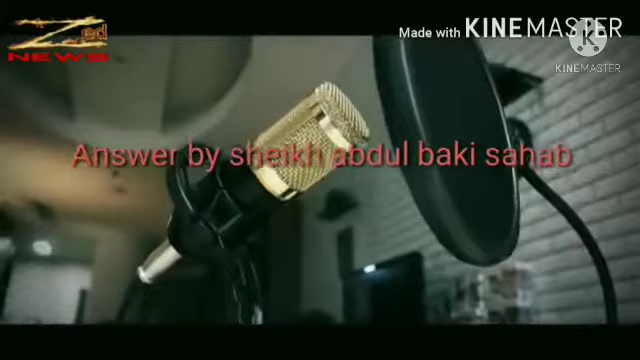 Zed
NEWS
Made with KINEMASTER
KINEMASTER
Answer by sheikh abdul baki sahab